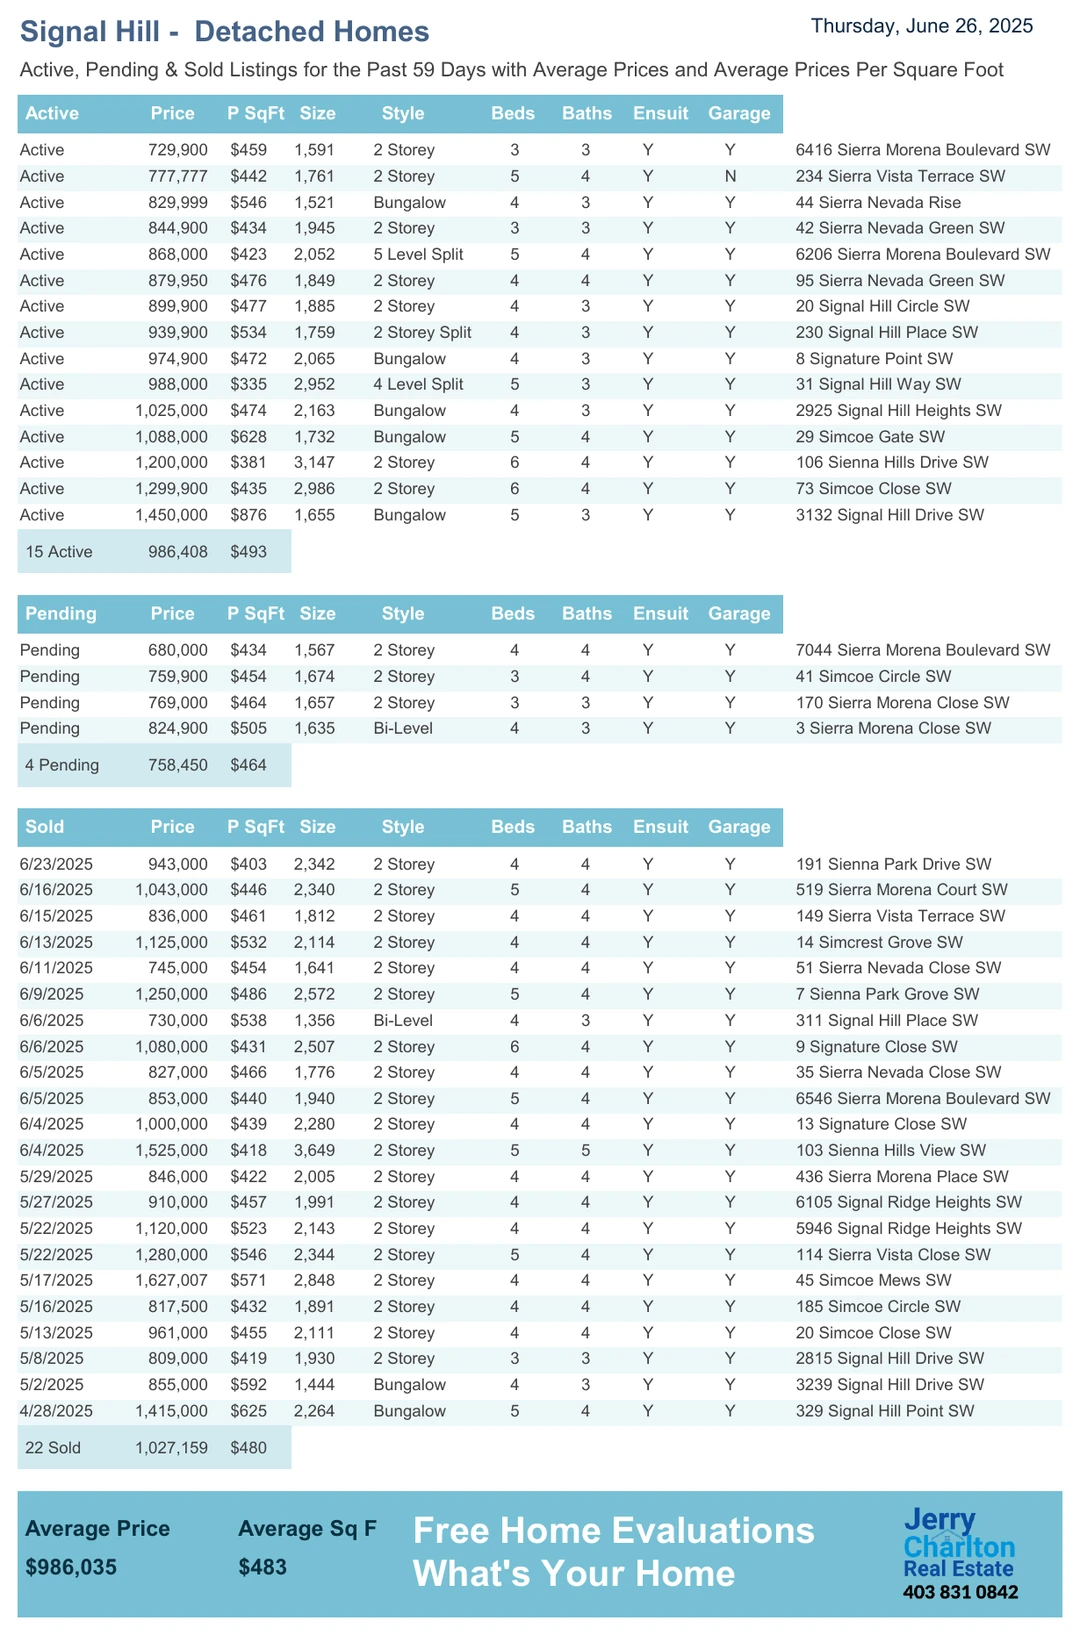 Signal Hill - Detached Homes
Thursday, June 26, 2025
Active, Pending & Sold Listings for the Past 59 Days with Average Prices and Average Prices Per Square Foot
Active Price P SqFt Size Style Beds Baths Ensuit Garage
Active 729,900 $459 1,591 2 Storey 3 3 Y Y 6416 Sierra Morena Boulevard SW
Active 777,777 $442 1,761 2 Storey 5 4 Y N 234 Sierra Vista Terrace SW
Active 829,999 $546 1,521 Bungalow 4 3 Y Y 44 Sierra Nevada Rise
Active 844,900 $434 1,945 2 Storey 3 3 Y Y 42 Sierra Nevada Green SW
Active 868,000 $423 2,052 5 Level Split 5 4 Y Y 6206 Sierra Morena Boulevard SW
Active 879,950 $476 1,849 2 Storey 4 4 Y Y 95 Sierra Nevada Green SW
Active 899,900 $477 1,885 2 Storey 4 3 Y Y 20 Signal Hill Circle SW
Active 939,900 $534 1,759 2 Storey Split 4 3 Y Y 230 Signal Hill Place SW
Active 974,900 $472 2,065 Bungalow 4 3 Y Y 8 Signature Point SW
Active 988,000 $335 2,952 4 Level Split 5 3 Y Y 31 Signal Hill Way SW
Active 1,025,000 $474 2,163 Bungalow 4 3 Y Y 2925 Signal Hill Heights SW
Active 1,088,000 $628 1,732 Bungalow 5 4 Y Y 29 Simcoe Gate SW
Active 1,200,000 $381 3,147 2 Storey 6 4 Y Y 106 Sienna Hills Drive SW
Active 1,299,900 $435 2,986 2 Storey 6 4 Y Y 73 Simcoe Close SW
Active 1,450,000 $876 1,655 Bungalow 5 3 Y Y 3132 Signal Hill Drive SW
15 Active 986,408 $493
Pending Price P SqFt Size Style Beds Baths Ensuit Garage
Pending 680,000 $434 1,567 2 Storey 4 4 Y Y 7044 Sierra Morena Boulevard SW
Pending 759,900 $454 1,674 2 Storey 3 4 Y Y 41 Simcoe Circle SW
Pending 769,000 $464 1,657 2 Storey 3 3 Y Y 170 Sierra Morena Close SW
Pending 824,900 $505 1,635 Bi-Level 4 3 Y Y 3 Sierra Morena Close SW
4 Pending 758,450 $464
Sold Price P SqFt Size Style Beds Baths Ensuit Garage
6/23/2025 943,000 $403 2,342 2 Storey 4 4 Y Y 191 Sienna Park Drive SW
6/16/2025 1,043,000 $446 2,340 2 Storey 5 4 Y Y 519 Sierra Morena Court SW
6/15/2025 836,000 $461 1,812 2 Storey 4 4 Y Y 149 Sierra Vista Terrace SW
6/13/2025 1,125,000 $532 2,114 2 Storey 4 4 Y Y 14 Simcrest Grove SW
6/11/2025 745,000 $454 1,641 2 Storey 4 4 Y Y 51 Sierra Nevada Close SW
6/9/2025 1,250,000 $486 2,572 2 Storey 5 4 Y Y 7 Sienna Park Grove SW
6/6/2025 730,000 $538 1,356 Bi-Level 4 3 Y Y 311 Signal Hill Place SW
6/6/2025 1,080,000 $431 2,507 2 Storey 6 4 Y Y 9 Signature Close SW
6/5/2025 827,000 $466 1,776 2 Storey 4 4 Y Y 35 Sierra Nevada Close SW
6/5/2025 853,000 $440 1,940 2 Storey 5 4 Y Y 6546 Sierra Morena Boulevard SW
6/4/2025 1,000,000 $439 2,280 2 Storey 4 4 Y Y 13 Signature Close SW
6/4/2025 1,525,000 $418 3,649 2 Storey 5 5 Y Y 103 Sienna Hills View SW
5/29/2025 846,000 $422 2,005 2 Storey 4 4 Y Y 436 Sierra Morena Place SW
5/27/2025 910,000 $457 1,991 2 Storey 4 4 Y Y 6105 Signal Ridge Heights SW
5/22/2025 1,120,000 $523 2,143 2 Storey 4 4 Y Y 5946 Signal Ridge Heights SW
5/22/2025 1,280,000 $546 2,344 2 Storey 5 4 Y Y 114 Sierra Vista Close SW
5/17/2025 1,627,007 $571 2,848 2 Storey 4 4 Y Y 45 Simcoe Mews SW
5/16/2025 817,500 $432 1,891 2 Storey 4 4 Y Y 185 Simcoe Circle SW
5/13/2025 961,000 $455 2,111 2 Storey 4 4 Y Y 20 Simcoe Close SW
5/8/2025 809,000 $419 1,930 2 Storey 3 3 Y Y 2815 Signal Hill Drive SW
5/2/2025 855,000 $592 1,444 Bungalow 4 3 Y Y 3239 Signal Hill Drive SW
4/28/2025 1,415,000 $625 2,264 Bungalow 5 4 Y Y 329 Signal Hill Point SW
22 Sold 1,027,159 $480
Average Price Average Sq F
$986,035 $483
Free Home Evaluations
What's Your Home
Jerry
Charlton
Real Estate
403 831 0842